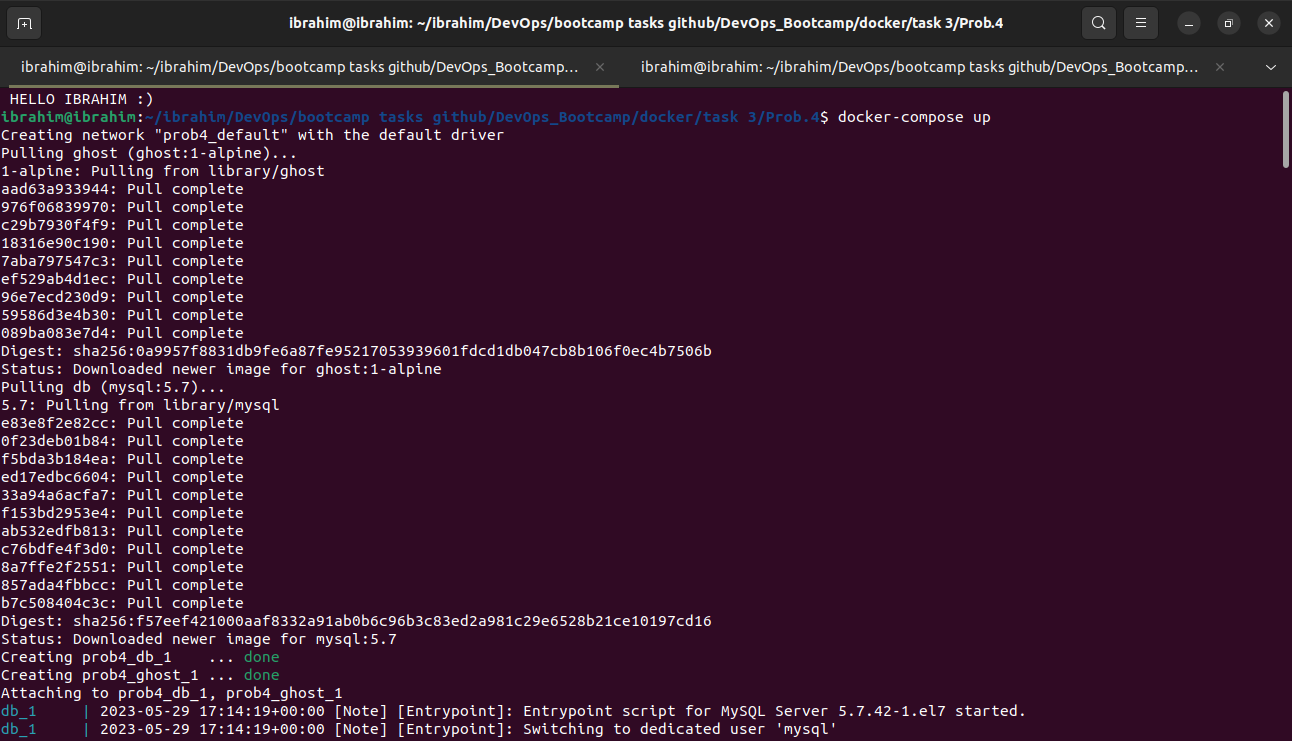 ibrahim@ibrahim: ~/ibrahim/DevOps/bootcamp tasks github/DevOps_Bootcamp/docker/task 3/Prob.4
ibrahim@ibrahim: ~/ibrahim/DevOps/bootcamp tasks github/DevOps_Bootcamp...
ibrahim@ibrahim: ~/ibrahim/DevOps/bootcamp tasks github/DevOps_Bootcamp...
HELLO IBRAHIM :)
ibrahim@ibrahim:~/ibrahim/DevOps/bootcamp tasks github/DevOps_Bootcamp/docker/task 3/Prob.4$ docker-compose up
Creating network "prob4_default" with the default driver
Pulling ghost (ghost:1-alpine)...
1-alpine: Pulling from library/ghost
aad63a933944: Pull complete
976f06839970: Pull complete
c29b7930f4f9: Pull complete
18316e90c190: Pull complete
7aba797547c3: Pull complete
ef529ab4d1ec: Pull complete
96e7ecd230d9: Pull complete
59586d3e4b30: Pull complete
089ba083e7d4: Pull complete
Digest: sha256:0a9957f8831db9fe6a87fe95217053939601fdcd1db047cb8b106f0ec4b7506b
Status: Downloaded newer image for ghost:1-alpine
Pulling db (mysql:5.7)...
5.7: Pulling from library/mysql
e83e8f2e82cc: Pull complete
0f23deb01b84: Pull complete
f5bda3b184ea: Pull complete
ed17edbc6604: Pull complete
33a94a6acfa7: Pull complete
f153bd2953e4: Pull complete
ab532edfb813: Pull complete
c76bdfe4f3d0: Pull complete
8a7ffe2f2551: Pull complete
857ada4fbbcc: Pull complete
b7c508404c3c: Pull complete
Digest: sha256:f57eef421000aaf8332a91ab0b6c96b3c83ed2a981c29e6528b21ce10197cd16
Status: Downloaded newer image for mysql:5.7
Creating prob4_db_1    ... done
Creating prob4_ghost_1 ... done
Attaching to prob4_db_1, prob4_ghost_1
db_1     | 2023-05-29 17:14:19+00:00 [Note] [Entrypoint]: Entrypoint script for MySQL Server 5.7.42-1.el7 started.
db_1     | 2023-05-29 17:14:19+00:00 [Note] [Entrypoint]: Switching to dedicated user 'mysql'